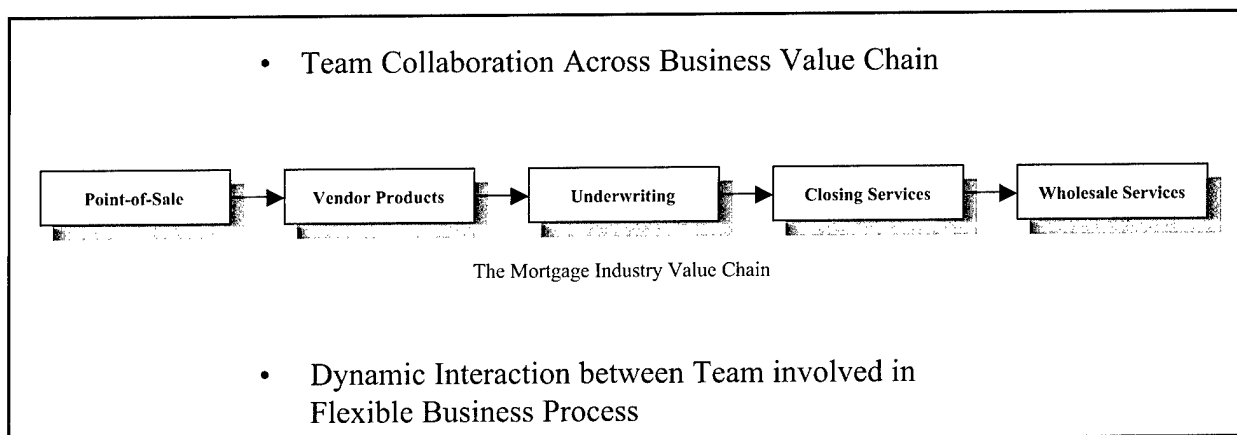 • Team Collaboration Across Business Value Chain
Point-of-Sale
Vendor Products
Underwriting
Closing Services
Wholesale Services
The Mortgage Industry Value Chain
• Dynamic Interaction between Team involved in
Flexible Business Process